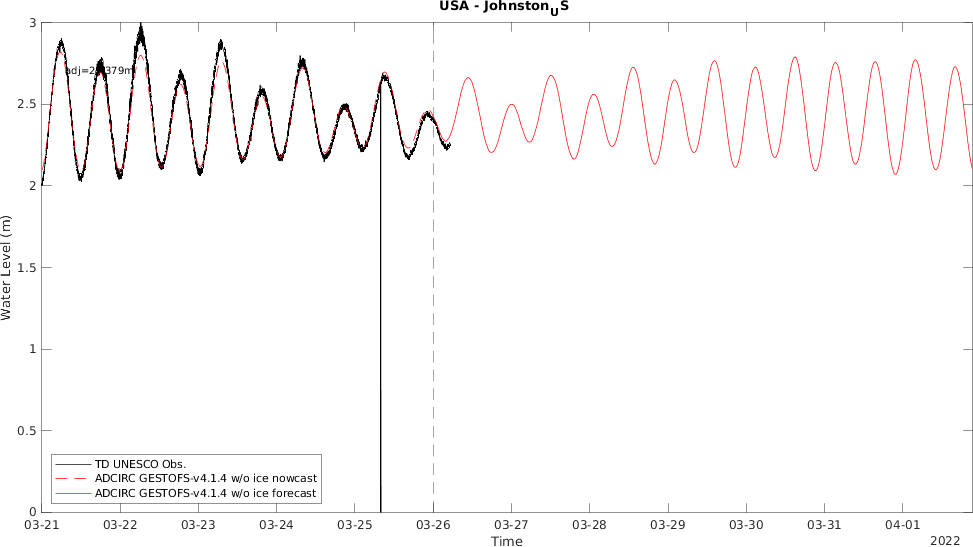 USA - JohnstonUS
3
2.5
2
1.5
1
0.5
0
Water Level (m)
TD UNESCO Obs.
ADCIRC GESTOFS-v4.1.4 w/o ice nowcast
ADCIRC GESTOFS-v4.1.4 w/o ice forecast
03-21 03-22 03-23 03-24 03-25 03-26 03-27 03-28 03-29 03-30 03-31 04-01
Time
2022